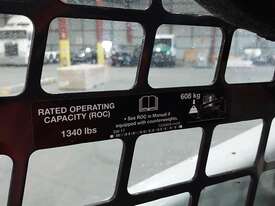 RATED OPERATING
CAPACITY (ROC)
1340 lbs
608 kg
• See ROC in Manual if
equipped with counterweights.